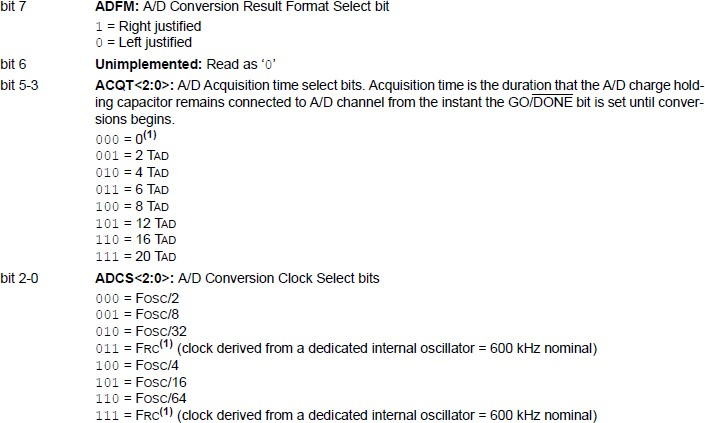 bit 7 ADFM: A/D Conversion Result Format Select bit
1 = Right justified
0 = Left justified
bit 6 Unimplemented: Read as ‘0’
bit 5-3 ACQT<2:0>: A/D Acquisition time select bits. Acquisition time is the duration that the A/D charge hold-
ing capacitor remains connected to A/D channel from the instant the GO/DONE bit is set until conver-
sions begins.
000 = 0(1)
001 = 2 TAD
010 = 4 TAD
011 = 6 TAD
100 = 8 TAD
101 = 12 TAD
110 = 16 TAD
111 = 20 TAD
bit 2-0 ADCS<2:0>: A/D Conversion Clock Select bits
000 = FOSC/2
001 = FOSC/8
010 = FOSC/32
011 = FRC(1) (clock derived from a dedicated internal oscillator = 600 kHz nominal)
100 = FOSC/4
101 = FOSC/16
110 = FOSC/64
111 = FRC(1) (clock derived from a dedicated internal oscillator = 600 kHz nominal)